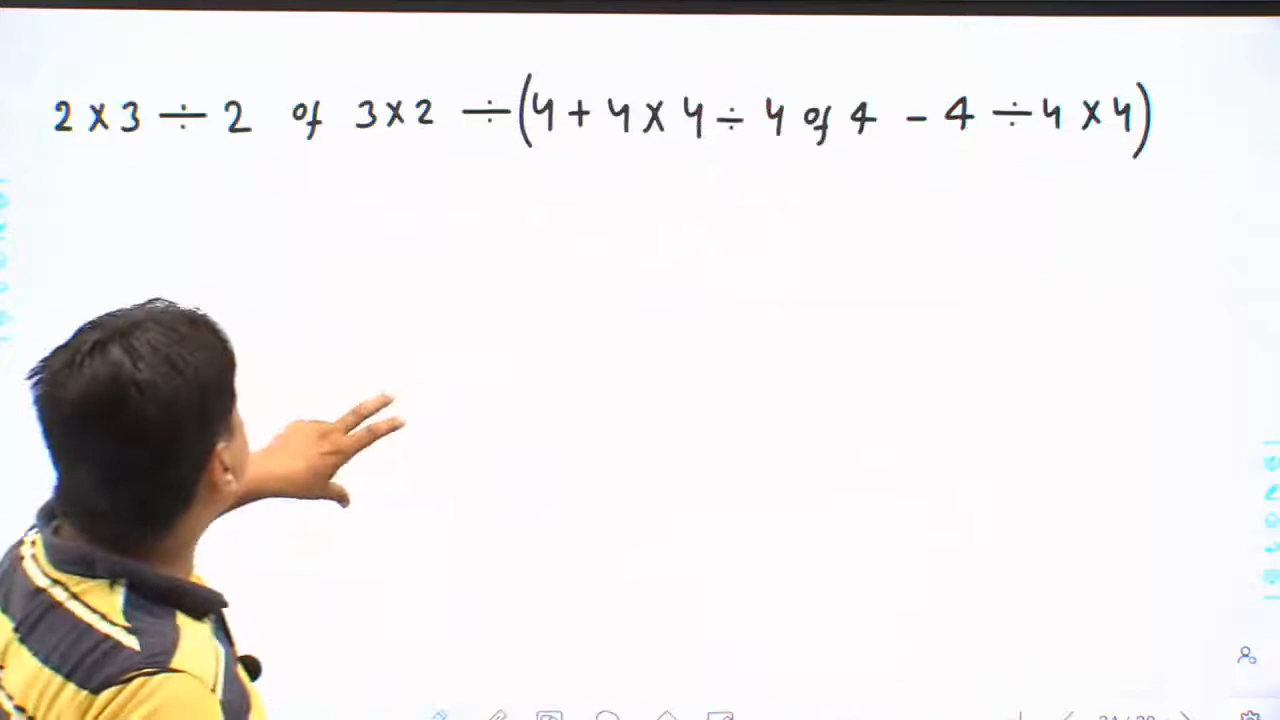 2 × 3 ÷ 2 of 3 × 2 ÷ (4 + 4 × 4 ÷ 4 of 4 - 4 ÷ 4 × 4)